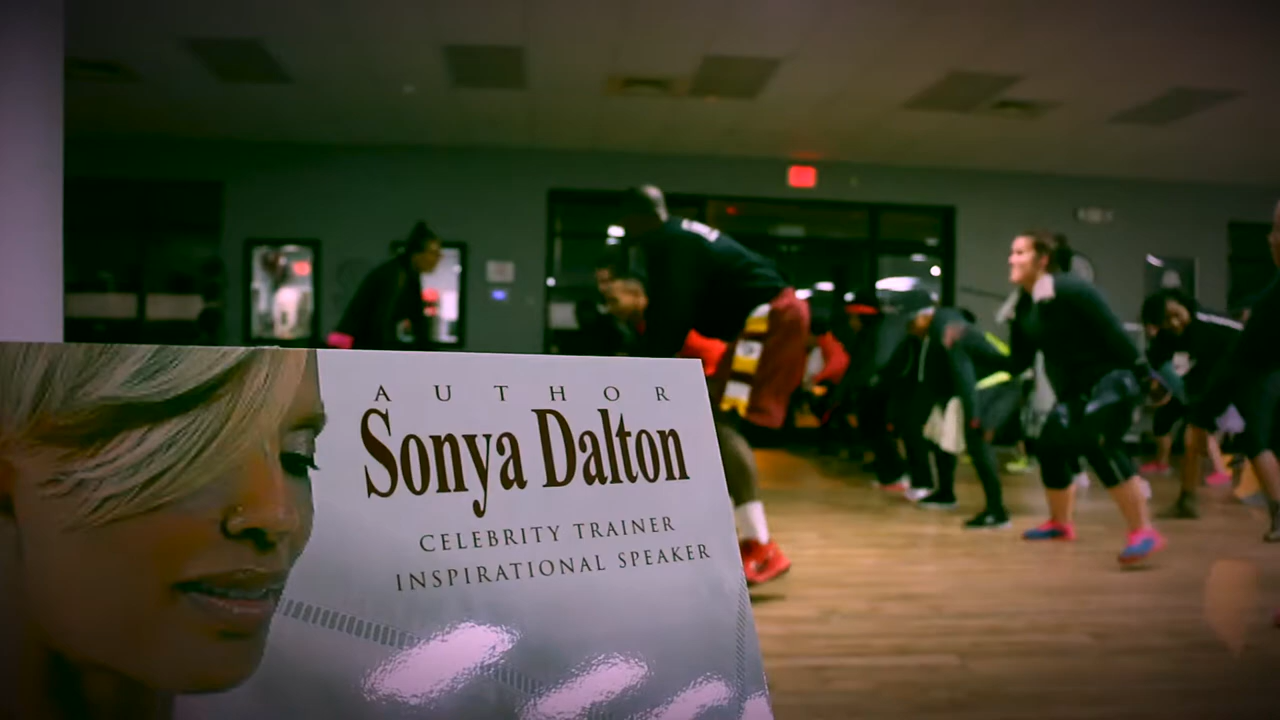 AUTHOR
Sonya Dalton
CELEBRITY TRAINER
INSPIRATIONAL SPEAKER